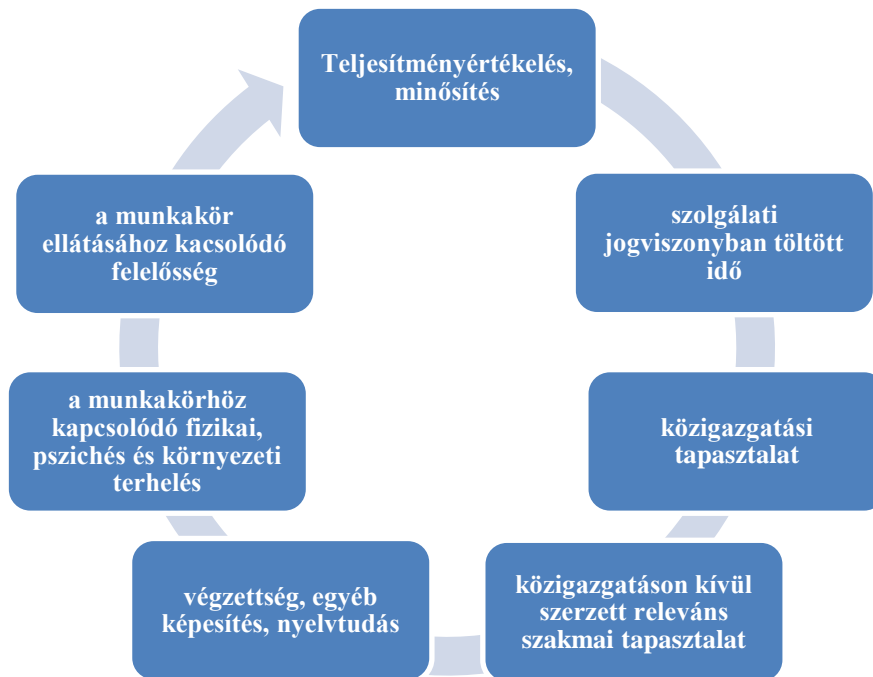 Teljesítményértékelés,
minősítés
szolgálati
jogviszonyban töltött
idő
közigazgatási
tapasztalat
közigazgatáson kívül
szerzett releváns
szakmai tapasztalat
végzettség, egyéb
képesítés, nyelvtudás
a munkakörhöz
kapcsolódó fizikai,
pszichés és környezeti
terhelés
a munkakör
ellátásához kacsolódó
felelősség